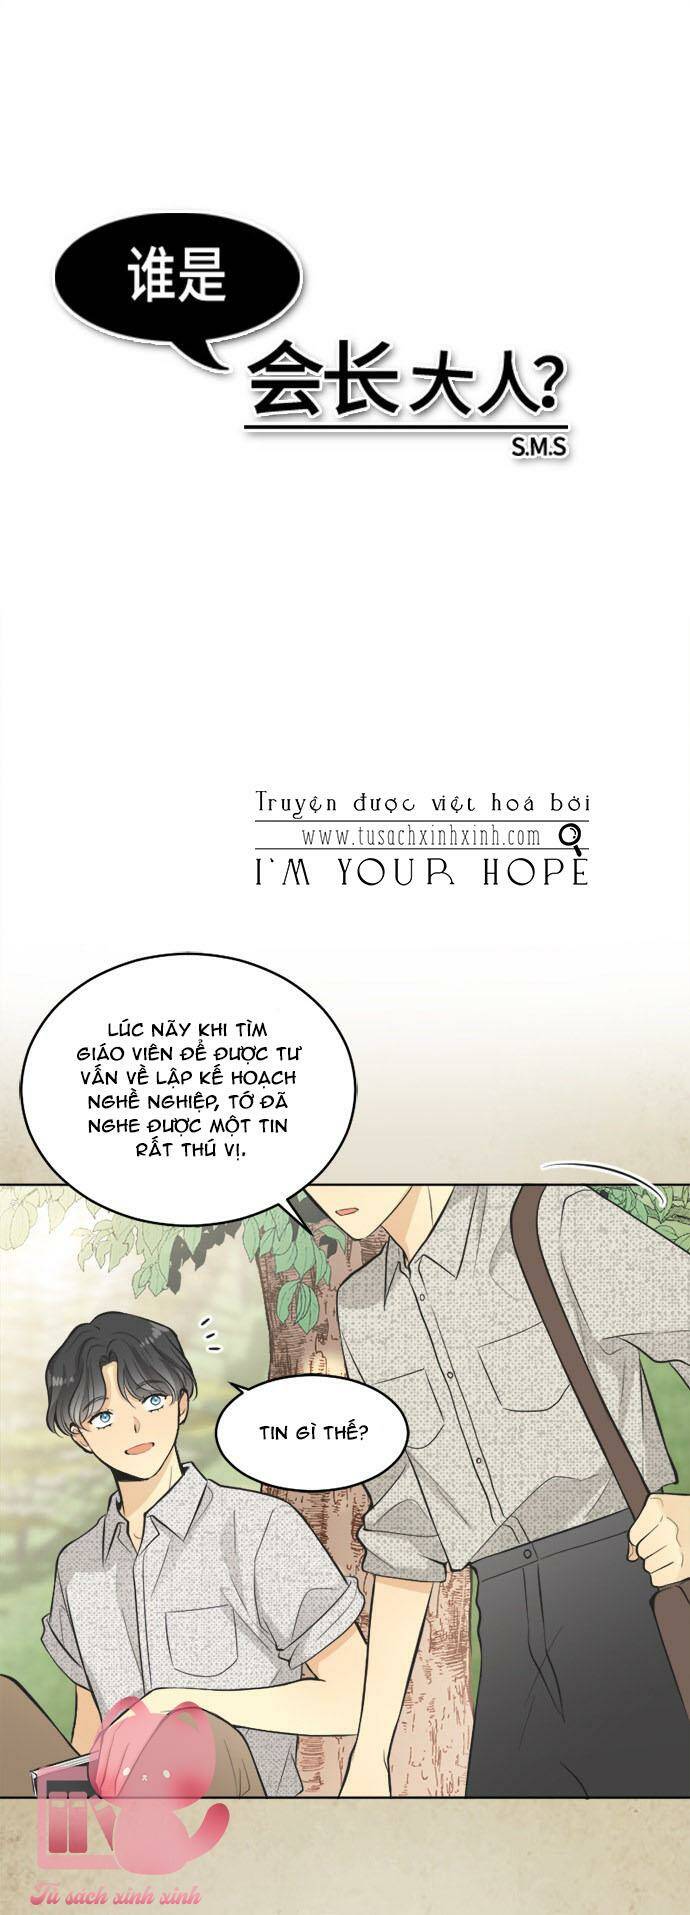 谁是
会长大人?
S.M.S
Truyện được việt hoá bởi
www.tusachxinhxinh.com
I'M YOUR HOPE
LÚC NÃY KHI TÌM
GIÁO VIÊN ĐỂ ĐƯỢC TƯ
VẤN VỀ LẬP KẾ HOẠCH
NGHỀ NGHIỆP, TỚ ĐÃ
NGHE ĐƯỢC MỘT TIN
RẤT THÚ VỊ.
TIN GÌ THẾ?
Tủ sách xinh xinh